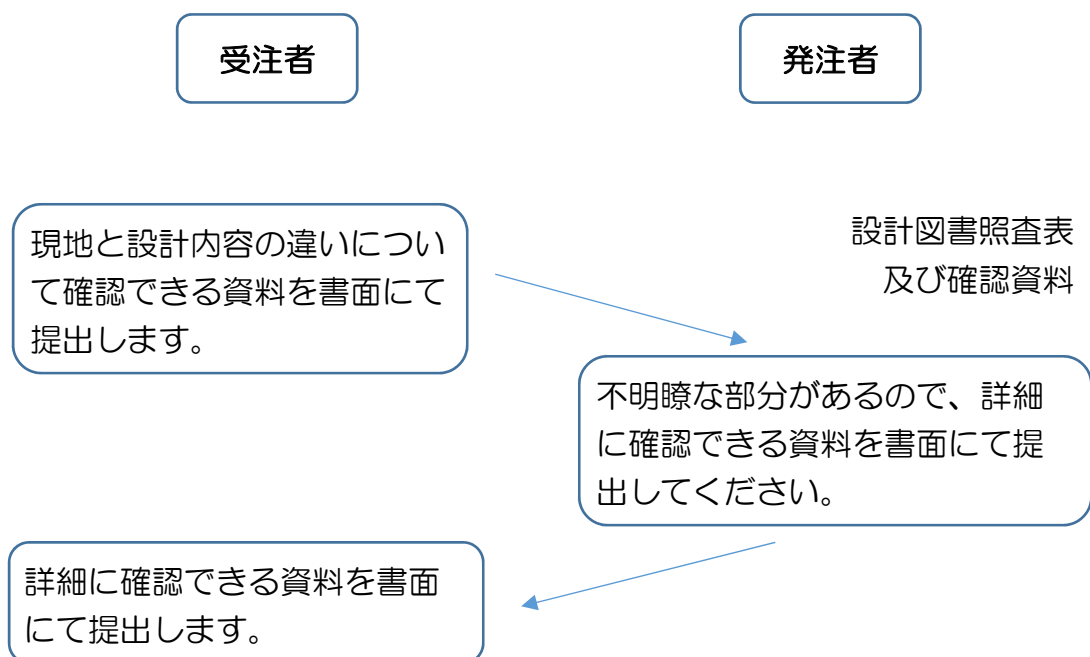 受注者
発注者
現地と設計内容の違いについ
て確認できる資料を書面にて
提出します。
設計図書照査表
及び確認資料
不明瞭な部分があるので、詳細
に確認できる資料を書面にて提
出してください。
詳細に確認できる資料を書面
にて提出します。